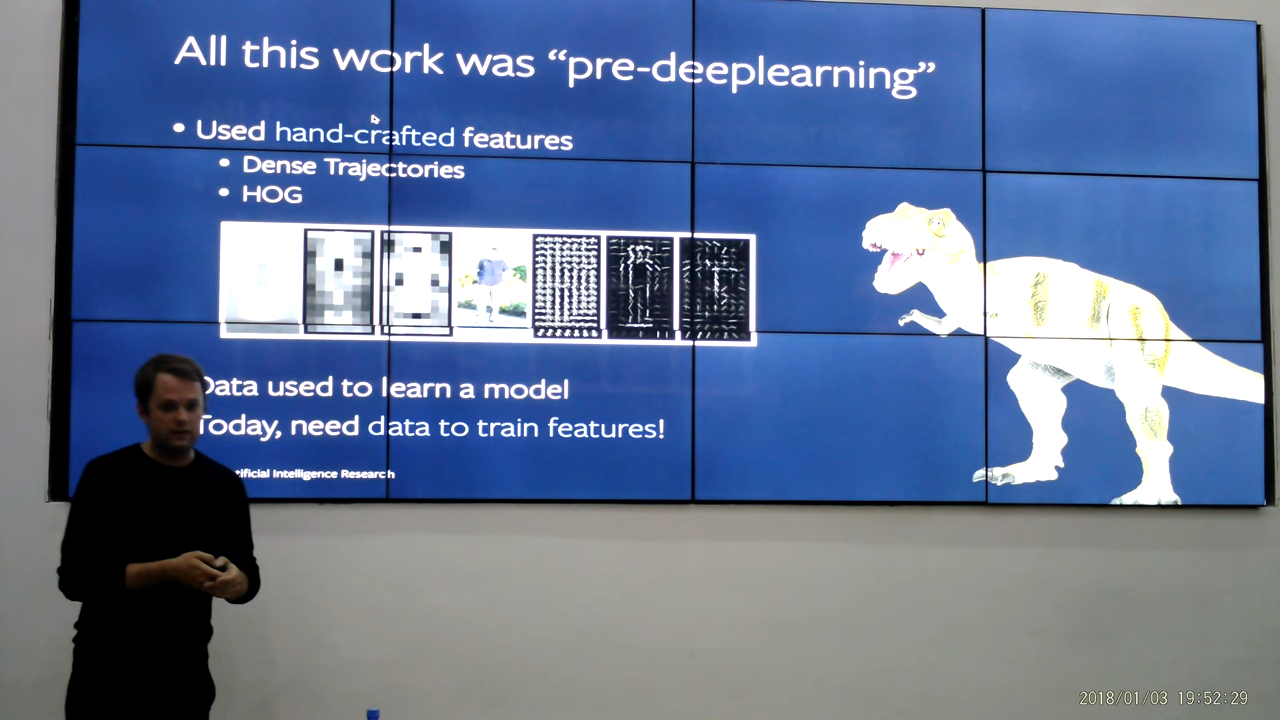 All this work was “pre-deeplearning”
• Used hand-crafted features
• Dense Trajectories
• HOG
Data used to learn a model
Today, need data to train features!
Intelligence Research
2018/01/03 19:52:29